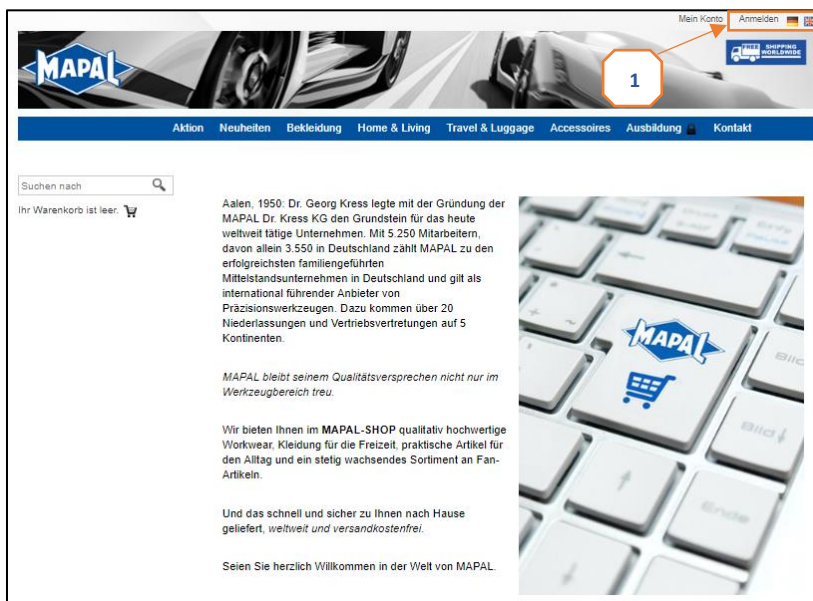 Mein Konto Anmelden
MAPAL
FREE SHIPPING
WORLDWIDE
1
Aktion Neuheiten Bekleidung Home & Living Travel & Luggage Accessoires Ausbildung Kontakt
Suchen nach
Ihr Warenkorb ist leer.
Aalen, 1950: Dr. Georg Kress legte mit der Gründung der
MAPAL Dr. Kress KG den Grundstein für das heute
weltweit tätige Unternehmen. Mit 5.250 Mitarbeitern,
davon allein 3.550 in Deutschland zählt MAPAL zu den
erfolgreichsten familiengeführten
Mittelstandsunternehmen in Deutschland und gilt als
international führender Anbieter von
Präzisionswerkzeugen. Dazu kommen über 20
Niederlassungen und Vertriebsvertretungen auf 5
Kontinenten.
MAPAL bleibt seinem Qualitätsversprechen nicht nur im
Werkzeugbereich treu.
Wir bieten Ihnen im MAPAL-SHOP qualitativ hochwertige
Workwear, Kleidung für die Freizeit, praktische Artikel für
den Alltag und ein stetig wachsendes Sortiment an Fan-
Artikeln.
Und das schnell und sicher zu Ihnen nach Hause
geliefert, weltweit und versandkostenfrei.
Seien Sie herzlich Willkommen in der Welt von MAPAL.
Pause
MAPAL
Bild
Bild
Ende